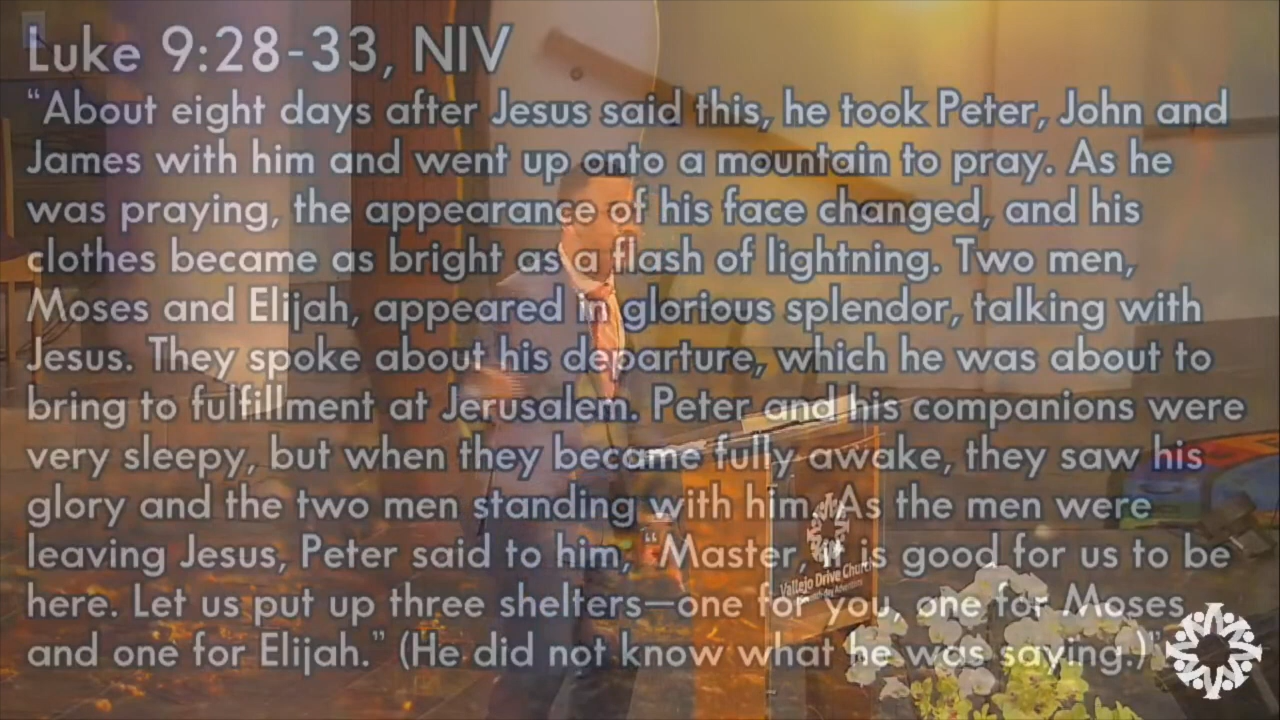 Luke 9:28-33, NIV
“About eight days after Jesus said this, he took Peter, John and
James with him and went up onto a mountain to pray. As he
was praying, the appearance of his face changed, and his
clothes became as bright as a flash of lightning. Two men,
Moses and Elijah, appeared in glorious splendor, talking with
Jesus. They spoke about his departure, which he was about to
bring to fulfillment at Jerusalem. Peter and his companions were
very sleepy, but when they became fully awake, they saw his
glory and the two men standing with him. As the men were
leaving Jesus, Peter said to him, “Master, it is good for us to be
here. Let us put up three shelters—one for you, one for Moses
and one for Elijah.” (He did not know what he was saying.)”
Vallejo Drive Church
Seventh-day Adventist